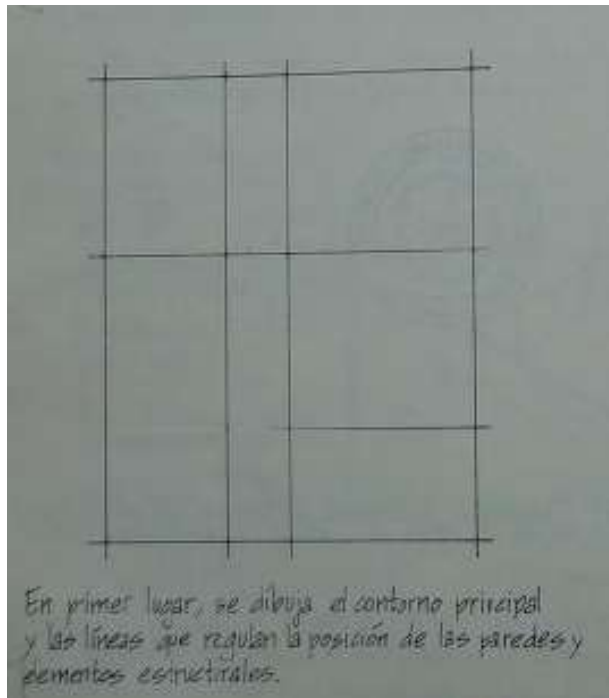 En primer lugar, se dibuja el contorno principal
y las líneas que regulan la posición de las paredes y
elementos estructurales.